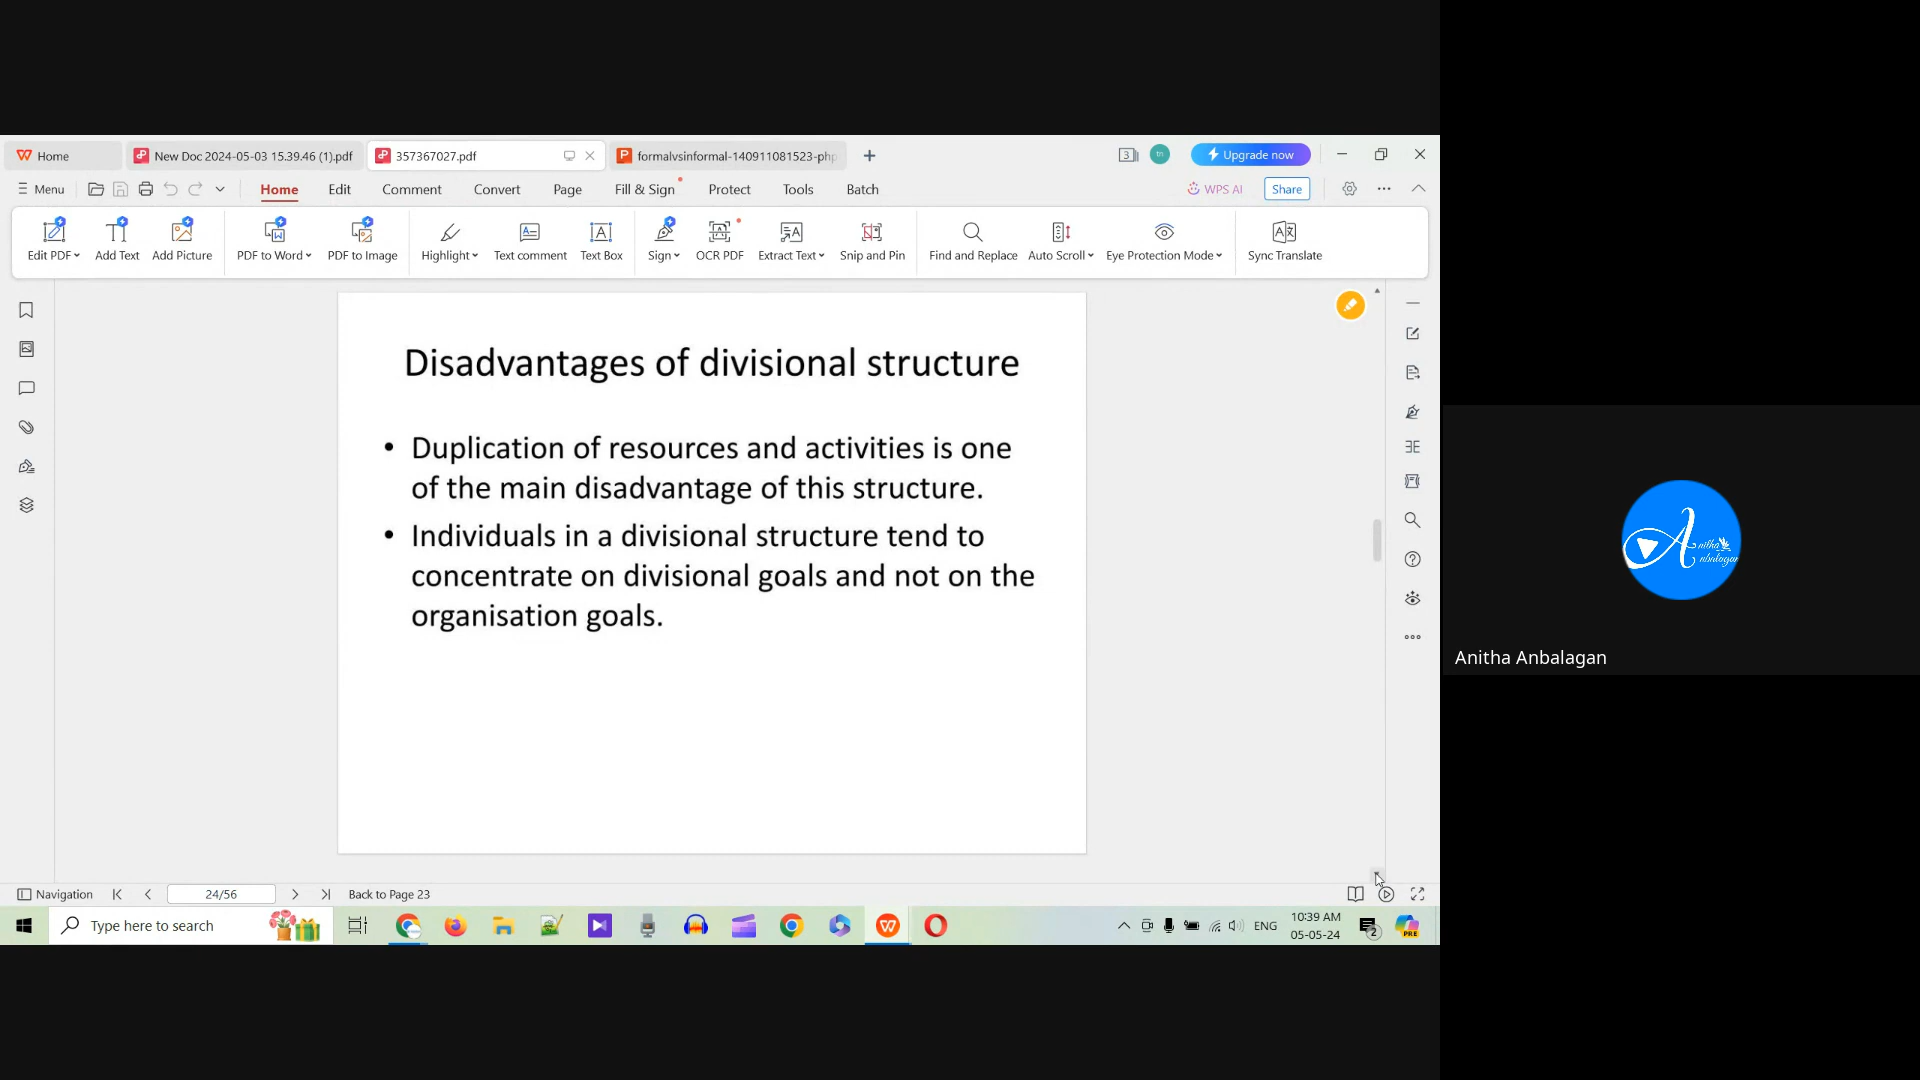 Home
New Doc 2024-05-03 15.39.46 (1).pdf
357367027.pdf
formalvsinformal-140911081523-php
3
Upgrade now
Menu
Home
Edit
Comment
Convert
Page
Fill & Sign
Protect
Tools
Batch
WPS AI
Share
Edit PDF
Add Text
Add Picture
PDF to Word
PDF to Image
Highlight
Text comment
Text Box
Sign
OCR PDF
Extract Text
Snip and Pin
Find and Replace
Auto Scroll
Eye Protection Mode
Sync Translate
Disadvantages of divisional structure
• Duplication of resources and activities is one
of the main disadvantage of this structure.
• Individuals in a divisional structure tend to
concentrate on divisional goals and not on the
organisation goals.
Anitha Anbalagan
Navigation
24/56
Back to Page 23
Type here to search
ENG
10:39 AM
05-05-24
2
PRE